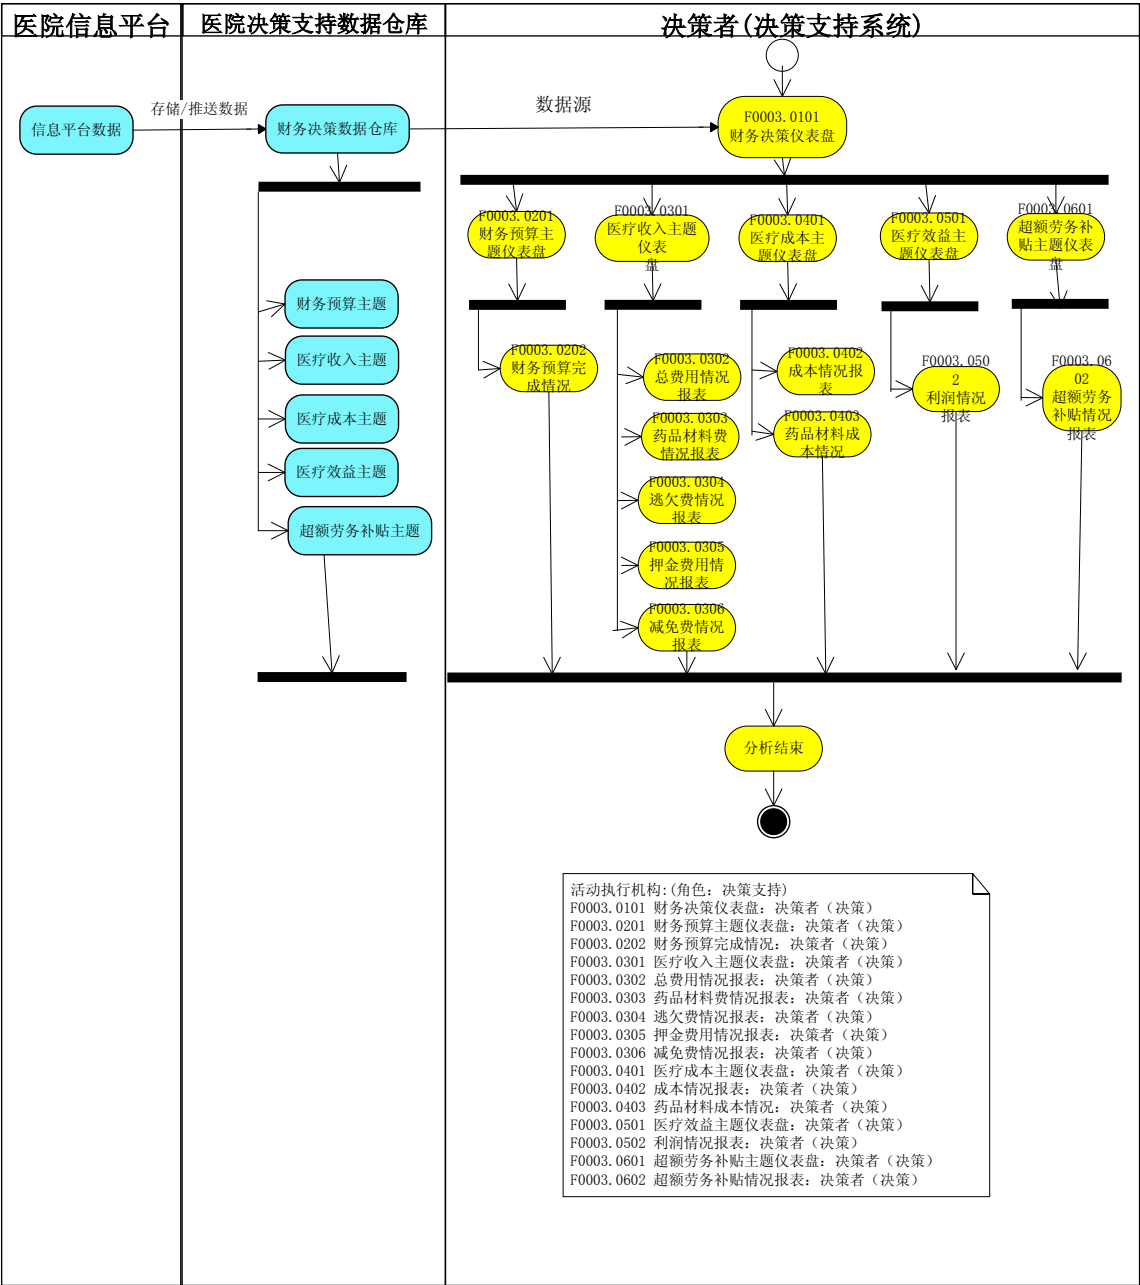 医院信息平台
医院决策支持数据仓库
决策者(决策支持系统)
存储/推送数据
数据源
信息平台数据
财务决策数据仓库
F0003.0101
财务决策仪表盘
F0003.0201
财务预算主
题仪表盘
F0003.0301
医疗收入主题
仪表
盘
F0003.0401
医疗成本主
题仪表盘
F0003.0501
医疗效益主
题仪表盘
F0003.0601
超额劳务补
贴主题仪表
盘
财务预算主题
医疗收入主题
医疗成本主题
医疗效益主题
超额劳务补贴主题
F0003.0202
财务预算完
成情况
F0003.0302
总费用情况
报表
F0003.0303
药品材料费
情况报表
F0003.0304
逃欠费情况
报表
F0003.0305
押金费用情
况报表
F0003.0306
减免费情况
报表
F0003.0402
成本情况报
表
F0003.0403
药品材料成
本情况
F0003.050
2
利润情况
报表
F0003.06
02
超额劳务
补贴情况
报表
分析结束
活动执行机构:(角色: 决策支持)
F0003.0101 财务决策仪表盘: 决策者（决策）
F0003.0201 财务预算主题仪表盘: 决策者（决策）
F0003.0202 财务预算完成情况: 决策者（决策）
F0003.0301 医疗收入主题仪表盘: 决策者（决策）
F0003.0302 总费用情况报表: 决策者（决策）
F0003.0303 药品材料费情况报表: 决策者（决策）
F0003.0304 逃欠费情况报表: 决策者（决策）
F0003.0305 押金费用情况报表: 决策者（决策）
F0003.0306 减免费情况报表: 决策者（决策）
F0003.0401 医疗成本主题仪表盘: 决策者（决策）
F0003.0402 成本情况报表: 决策者（决策）
F0003.0403 药品材料成本情况: 决策者（决策）
F0003.0501 医疗效益主题仪表盘: 决策者（决策）
F0003.0502 利润情况报表: 决策者（决策）
F0003.0601 超额劳务补贴主题仪表盘: 决策者（决策）
F0003.0602 超额劳务补贴情况报表: 决策者（决策）